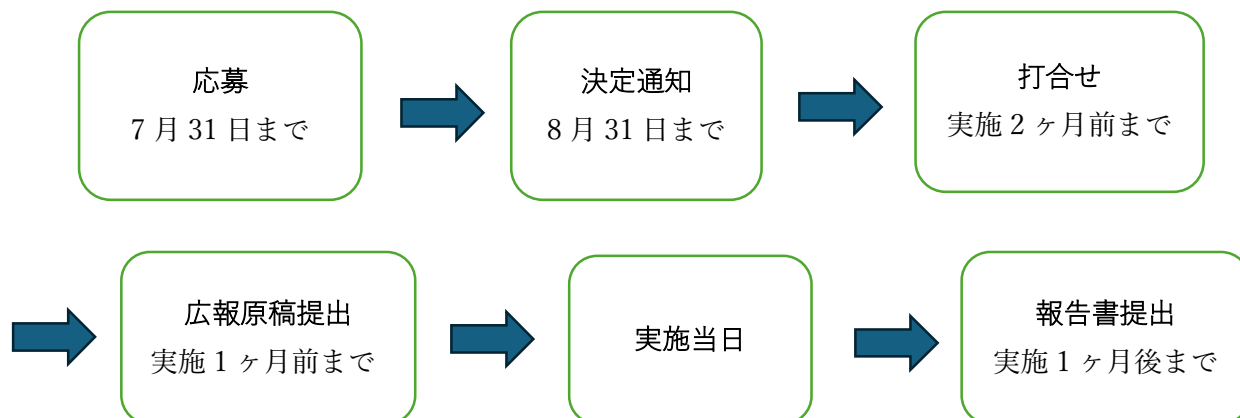 応募
7月31日まで
決定通知
8月31日まで
打合せ
実施2ヶ月前まで
広報原稿提出
実施1ヶ月前まで
実施当日
報告書提出
実施1ヶ月後まで